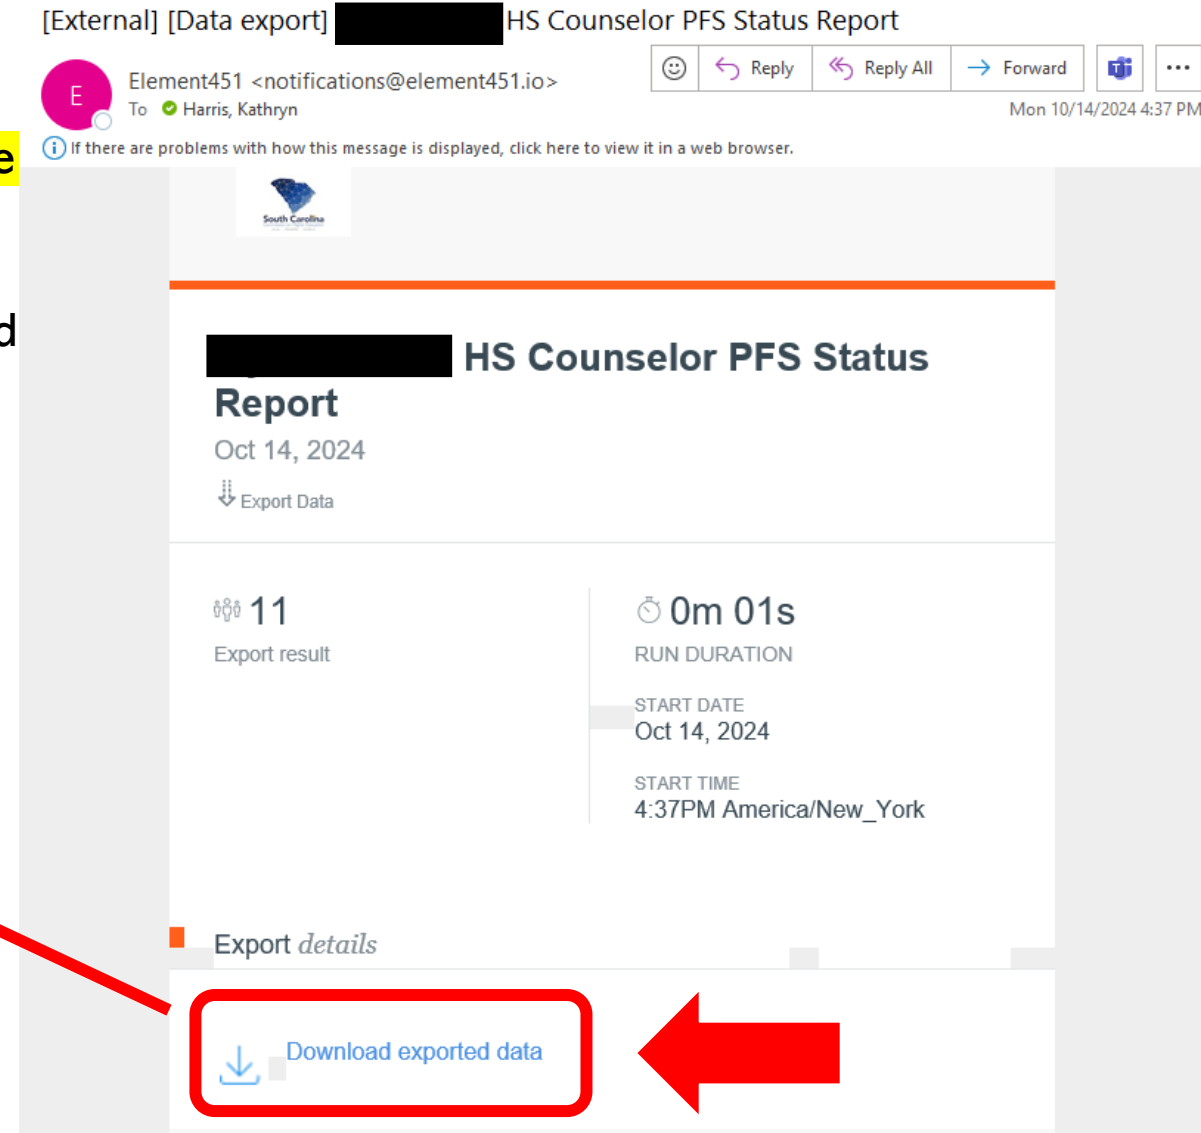 [External] [Data export] HS Counselor PFS Status Report
E
Element451 <notifications@element451.io>
Reply
Reply All
Forward
To Harris, Kathryn
Mon 10/14/2024 4:37 PM
e
If there are problems with how this message is displayed, click here to view it in a web browser.
South Carolina
d
HS Counselor PFS Status
Report
Oct 14, 2024
Export Data
11
Export result
0m 01s
RUN DURATION
START DATE
Oct 14, 2024
START TIME
4:37PM America/New_York
Export details
Download exported data